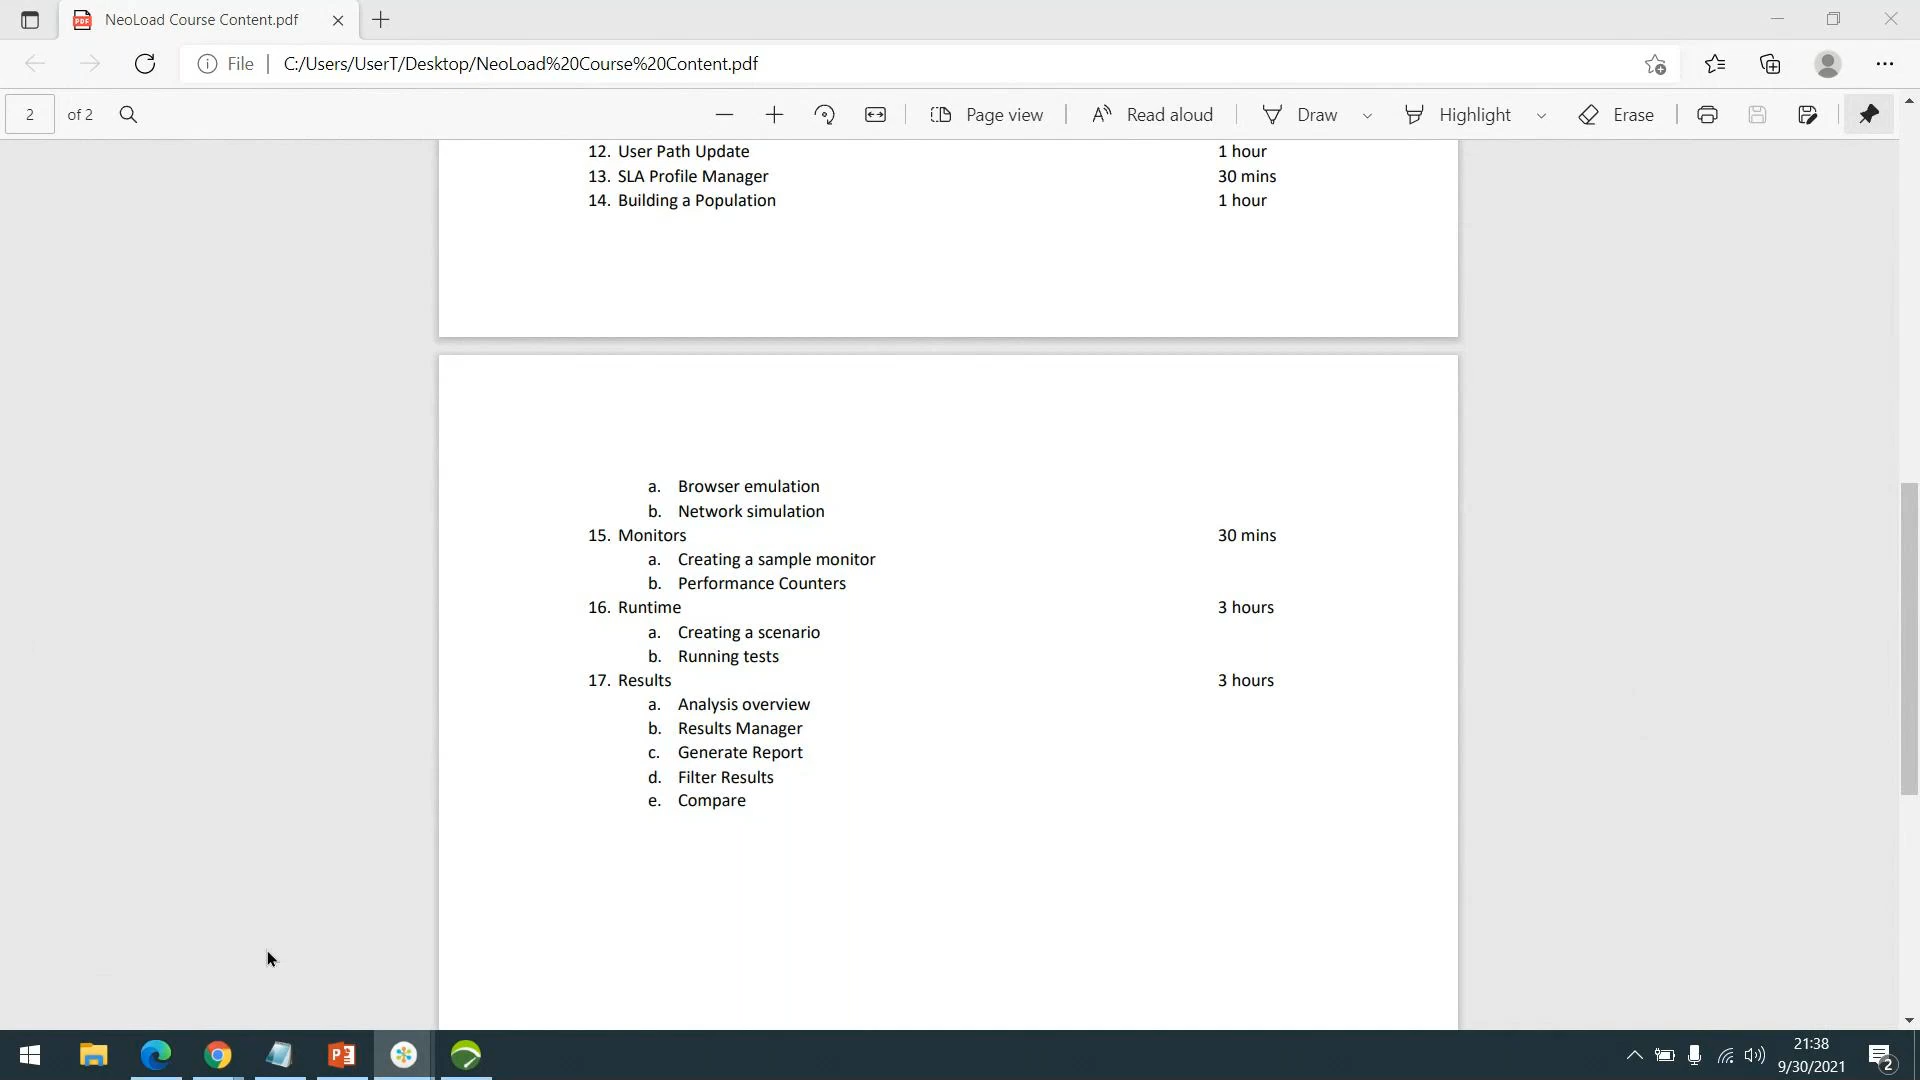 NeoLoad Course Content.pdf
File
C:/Users/UserT/Desktop/NeoLoad%20Course%20Content.pdf
2 of 2
Page view
Read aloud
Draw
Highlight
Erase
12. User Path Update 1 hour
13. SLA Profile Manager 30 mins
14. Building a Population 1 hour
a. Browser emulation
b. Network simulation
15. Monitors 30 mins
a. Creating a sample monitor
b. Performance Counters
16. Runtime 3 hours
a. Creating a scenario
b. Running tests
17. Results 3 hours
a. Analysis overview
b. Results Manager
c. Generate Report
d. Filter Results
e. Compare
21:38
9/30/2021
2